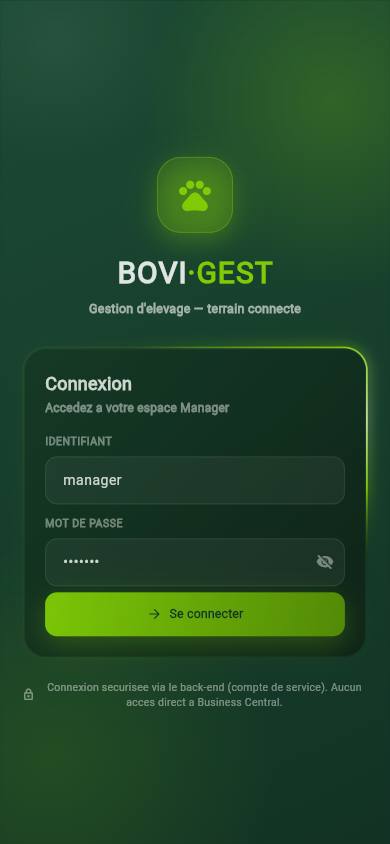 BOVI·GEST
Gestion d'elevage — terrain connecte
Connexion
Accedez a votre espace Manager
IDENTIFIANT
manager
MOT DE PASSE
•••••••
Se connecter
Connexion securisee via le back-end (compte de service). Aucun
acces direct a Business Central.